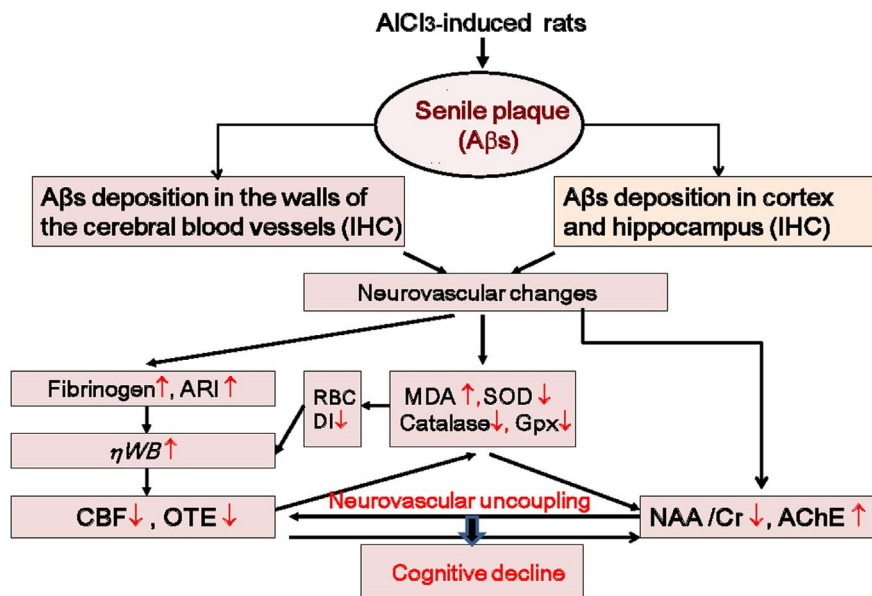 AlCl3-induced rats
Senile plaque
(Aβs)
Aβs deposition in the walls of
the cerebral blood vessels (IHC)
Aβs deposition in cortex
and hippocampus (IHC)
Neurovascular changes
Fibrinogen↑, ARI ↑
RBC
DI↓
MDA ↑, SOD ↓
Catalase↓, Gpx↓
ηWB ↑
CBF↓, OTE ↓
Neurovascular uncoupling
NAA /Cr ↓, AChE ↑
Cognitive decline